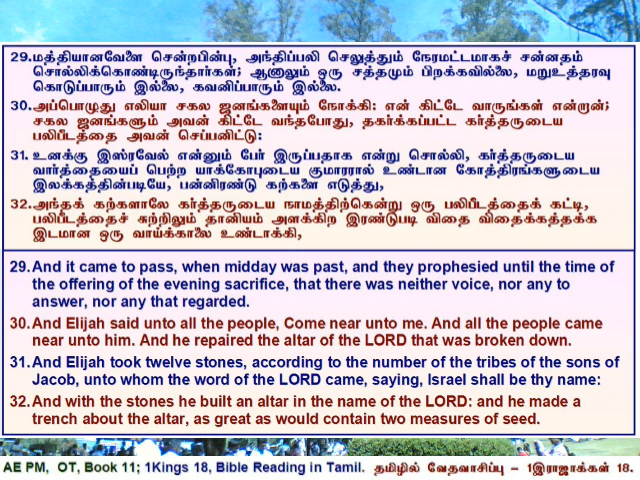 29.மத்தியானவேளை சென்றபின்பு, அந்திப்பலி செலுத்தும் நேரமட்டமாகச் சன்னதம்
சொல்லிக்கொண்டிருந்தார்கள்; ஆனாலும் ஒரு சத்தமும் பிறக்கவில்லை, மறுஉத்தரவு
கொடுப்பாரும் இல்லை, கவனிப்பாரும் இல்லை.
30.அப்பொழுது எலியா சகல ஜனங்களையும் நோக்கி: என் கிட்டே வாருங்கள் என்றான்;
சகல ஜனங்களும் அவன் கிட்டே வந்தபோது, தகர்க்கப்பட்ட கர்த்தருடைய
பலிபீடத்தை அவன் செப்பனிட்டு:
31. உனக்கு இஸ்ரவேல் என்னும் பேர் இருப்பதாக என்று சொல்லி, கர்த்தருடைய
வார்த்தையைப் பெற்ற யாக்கோபுடைய குமாரரால் உண்டான கோத்திரங்களுடைய
இலக்கத்தின்படியே, பன்னிரண்டு கற்களை எடுத்து,
32.அந்தக் கற்களாலே கர்த்தருடைய நாமத்திற்கென்று ஒரு பலிபீடத்தைக் கட்டி,
பலிபீடத்தைச் சுற்றிலும் தானியம் அளக்கிற இரண்டுபடி விதை விதைக்கத்தக்க
இடமான ஒரு வாய்க்காலை உண்டாக்கி,
29.And it came to pass, when midday was past, and they prophesied until the time of
the offering of the evening sacrifice, that there was neither voice, nor any to
answer, nor any that regarded.
30.And Elijah said unto all the people, Come near unto me. And all the people came
near unto him. And he repaired the altar of the LORD that was broken down.
31.And Elijah took twelve stones, according to the number of the tribes of the sons of
Jacob, unto whom the word of the LORD came, saying, Israel shall be thy name:
32.And with the stones he built an altar in the name of the LORD: and he made a
trench about the altar, as great as would contain two measures of seed.
AE PM, OT, Book 11; 1Kings 18, Bible Reading in Tamil. தமிழில் வேதவாசிப்பு – 1இராஜாக்கள் 18.